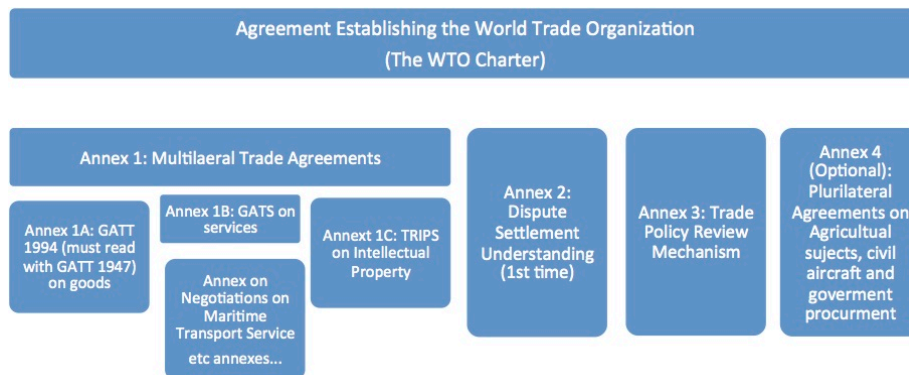 Agreement Establishing the World Trade Organization
(The WTO Charter)
Annex 1: Multilaeral Trade Agreements
Annex 1A: GATT
1994 (must read
with GATT 1947)
on goods
Annex 1B: GATS on
services
Annex on
Negotiations on
Maritime
Transport Service
etc annexes...
Annext 1C: TRIPS
on Intellectual
Property
Annex 2:
Dispute
Settlement
Understanding
(1st time)
Annex 3: Trade
Policy Review
Mechanism
Annex 4
(Optional):
Plurilateral
Agreements on
Agricultual
sujects, civil
aircraft and
goverment
procurment